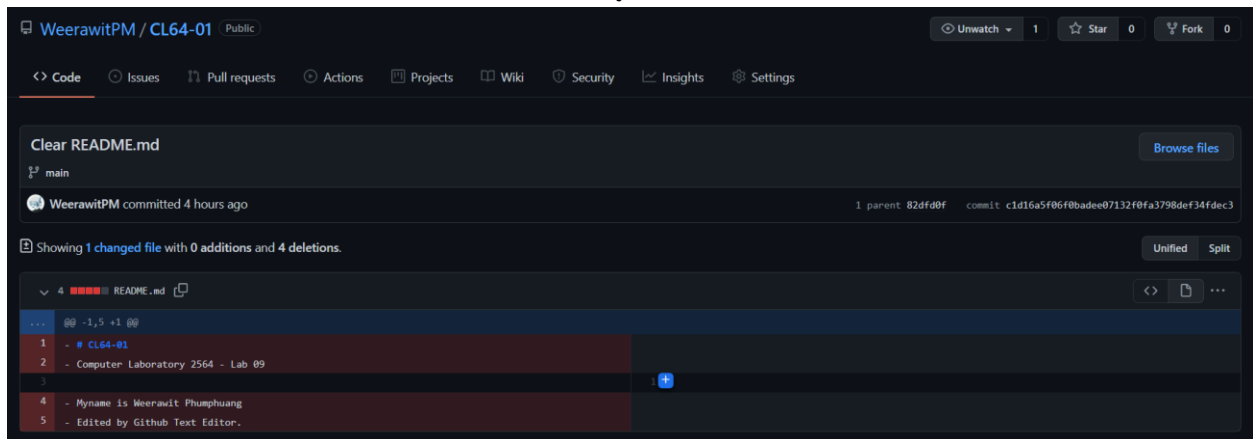 WeerawitPM / CL64-01 Public Unwatch 1 Star 0 Fork 0
Code Issues Pull requests Actions Projects Wiki Security Insights Settings
Clear README.md Browse files
main
WeerawitPM committed 4 hours ago 1 parent 82dfd0f commit c1d16a5f06f0badee07132f0fa3798def34fdec3
Showing 1 changed file with 0 additions and 4 deletions. Unified Split
4 README.md
... @@ -1,5 +1 @@
1 - # CL64-01
2 - Computer Laboratory 2564 - Lab 09
3 1 +
4 - Myname is Weerawit Phumphuang
5 - Edited by Github Text Editor.